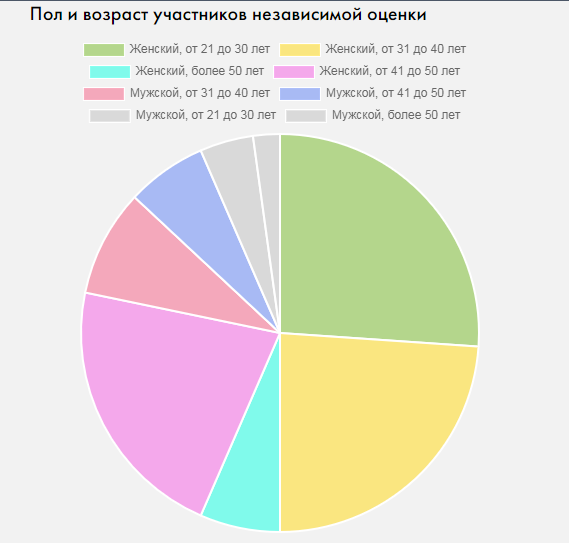 Пол и возраст участников независимой оценки
Женский, от 21 до 30 лет Женский, от 31 до 40 лет
Женский, более 50 лет Женский, от 41 до 50 лет
Мужской, от 31 до 40 лет Мужской, от 41 до 50 лет
Мужской, от 21 до 30 лет Мужской, более 50 лет